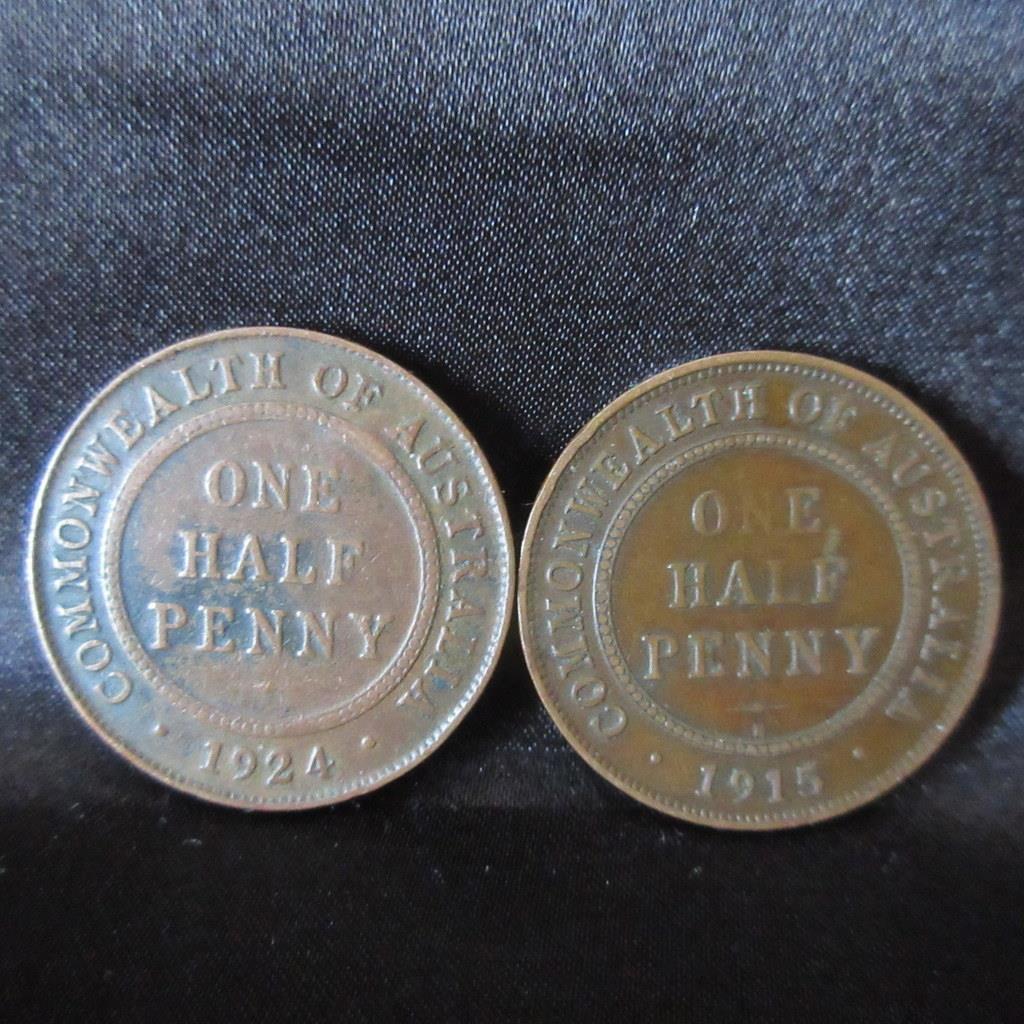 COMMONWEALTH OF AUSTRALIA
ONE
HALF
PENNY
· 1924 ·
COMMONWEALTH OF AUSTRALIA
ONE
HALF
PENNY
H
· 1915 ·